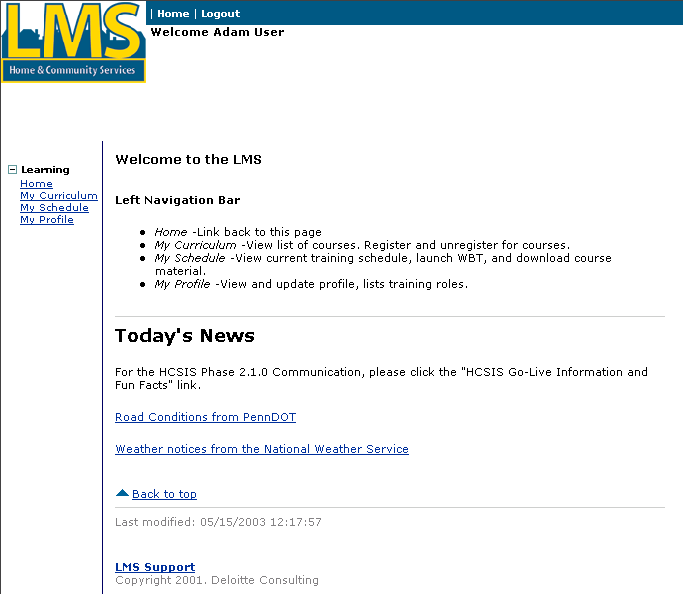 LMS
Home & Community Services
| Home | Logout
Welcome Adam User
Learning
Home
My Curriculum
My Schedule
My Profile
Welcome to the LMS
Left Navigation Bar
Home -Link back to this page
My Curriculum -View list of courses. Register and unregister for courses.
My Schedule -View current training schedule, launch WBT, and download course
material.
My Profile -View and update profile, lists training roles.
Today's News
For the HCSIS Phase 2.1.0 Communication, please click the "HCSIS Go-Live Information and
Fun Facts" link.
Road Conditions from PennDOT
Weather notices from the National Weather Service
Back to top
Last modified: 05/15/2003 12:17:57
LMS Support
Copyright 2001. Deloitte Consulting